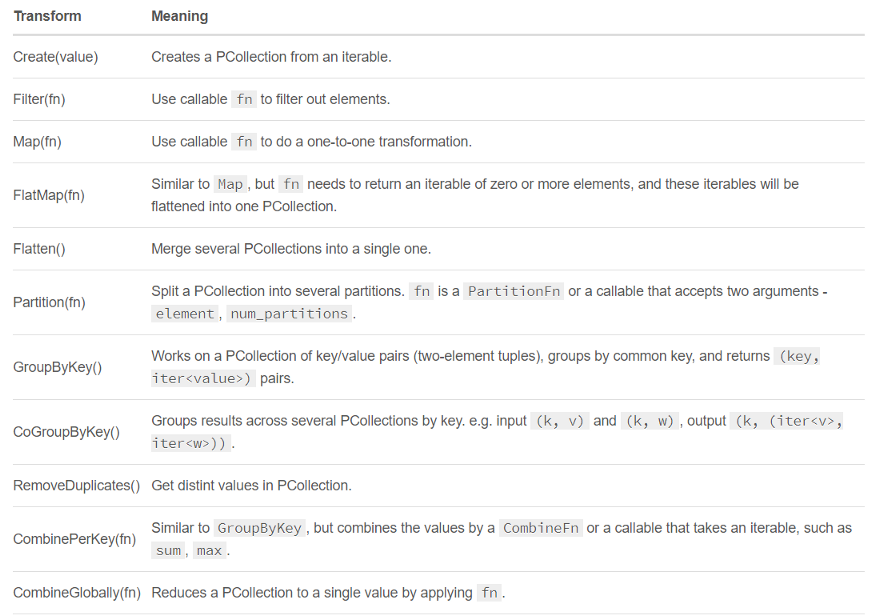 Transform Meaning
Create(value) Creates a PCollection from an iterable.
Filter(fn) Use callable fn to filter out elements.
Map(fn) Use callable fn to do a one-to-one transformation.
FlatMap(fn) Similar to Map, but fn needs to return an iterable of zero or more elements, and these iterables will be
flattened into one PCollection.
Flatten() Merge several PCollections into a single one.
Partition(fn) Split a PCollection into several partitions. fn is a PartitionFn or a callable that accepts two arguments -
element, num_partitions.
GroupByKey() Works on a PCollection of key/value pairs (two-element tuples), groups by common key, and returns (key,
iter<value>) pairs.
CoGroupByKey() Groups results across several PCollections by key. e.g. input (k, v) and (k, w), output (k, (iter<v>,
iter<w>)).
RemoveDuplicates() Get distint values in PCollection.
CombinePerKey(fn) Similar to GroupByKey, but combines the values by a CombineFn or a callable that takes an iterable, such as
sum, max.
CombineGlobally(fn) Reduces a PCollection to a single value by applying fn.